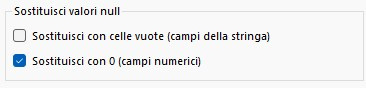 Sostituisci valori null
Sostituisci con celle vuote (campi della stringa)
Sostituisci con 0 (campi numerici)